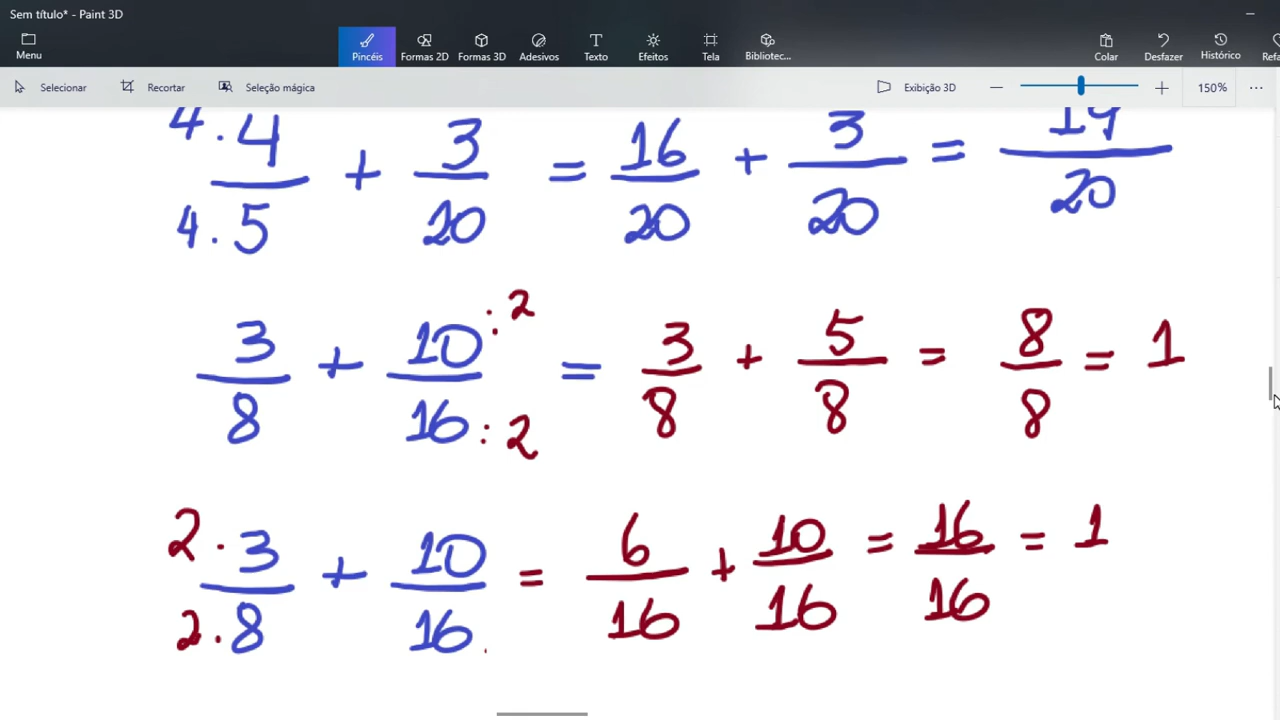 Sem título* - Paint 3D
Menu Pincéis Formas 2D Formas 3D Adesivos Texto Efeitos Tela Bibliotec... Colar Desfazer Histórico Refa
Selecionar Recortar Seleção mágica Exibição 3D 150%
4.4/4.5 + 3/20 = 16/20 + 3/20 = 19/20
3/8 + 10:2/16:2 = 3/8 + 5/8 = 8/8 = 1
2.3/2.8 + 10/16 = 6/16 + 10/16 = 16/16 = 1